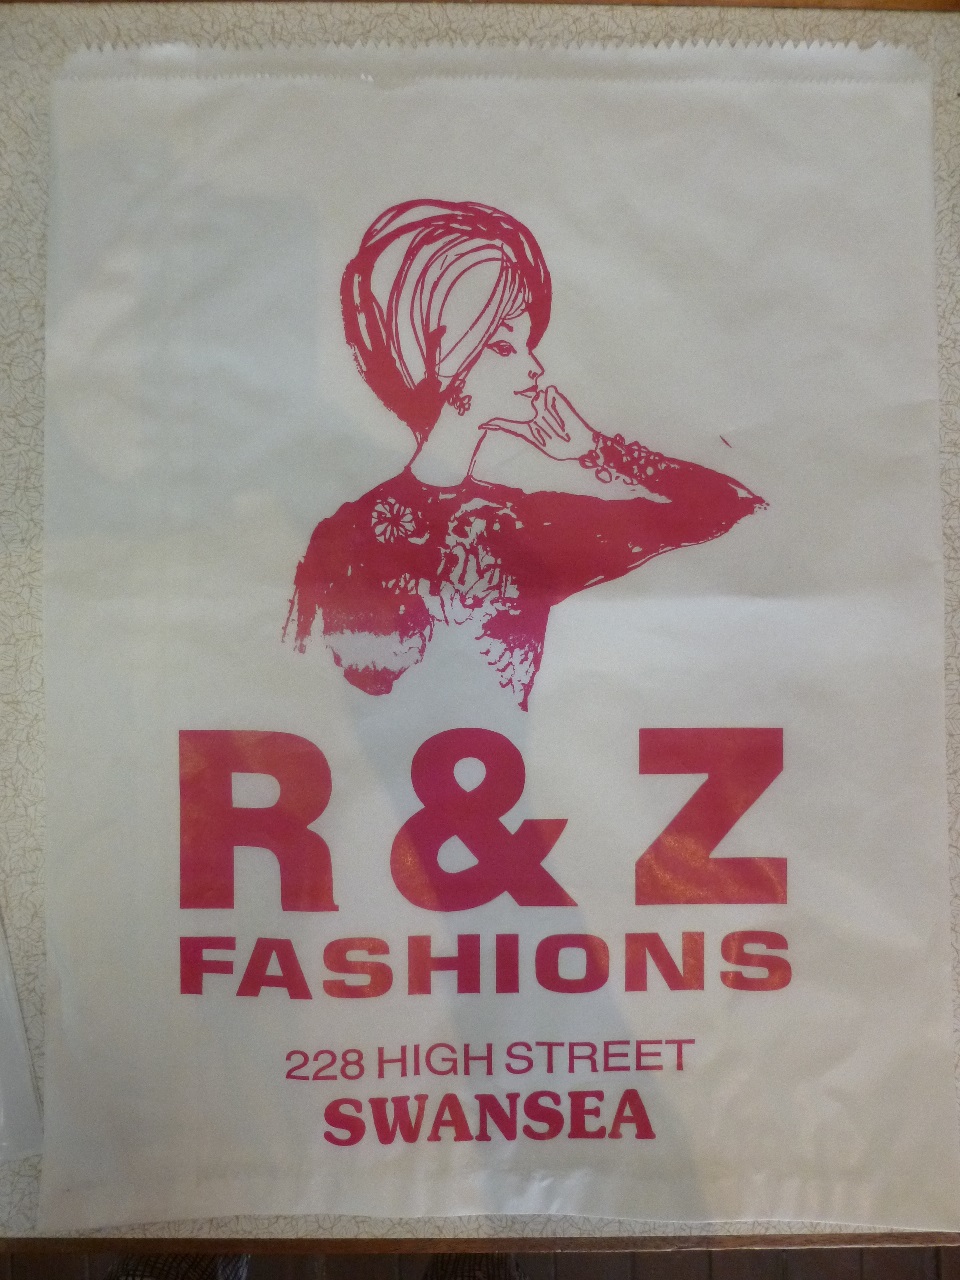 R & Z
FASHIONS
228 HIGH STREET
SWANSEA